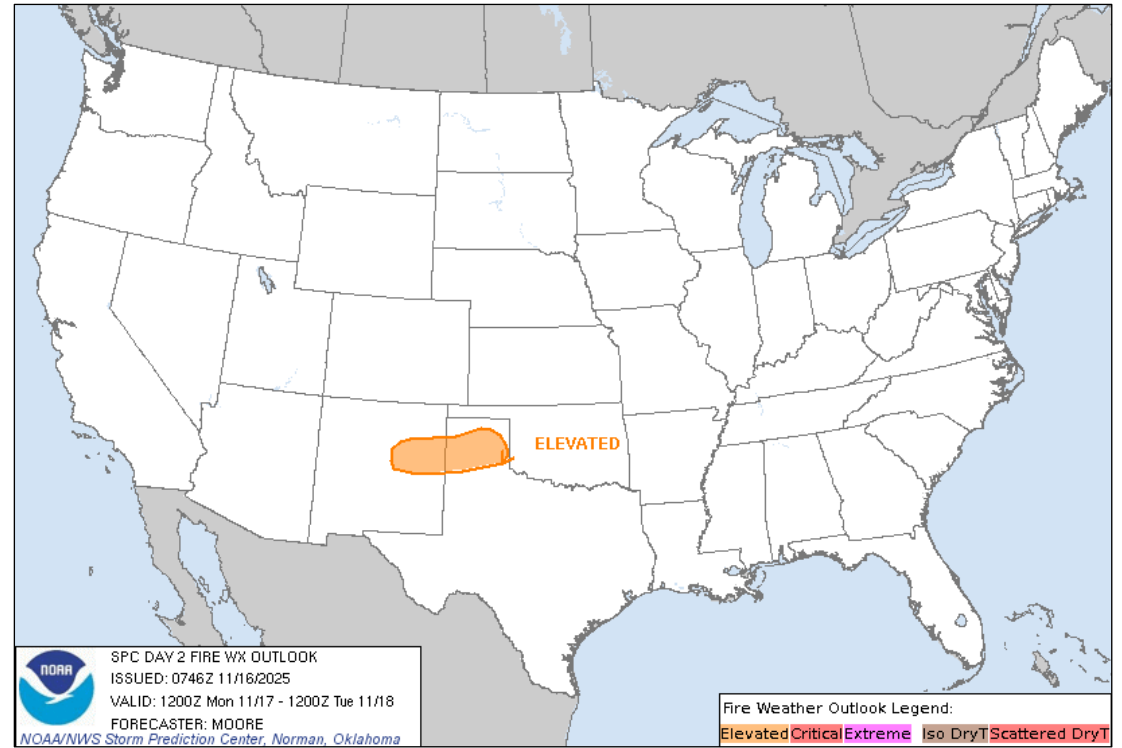 ELEVATED
NOAA
SPC DAY 2 FIRE WX OUTLOOK
ISSUED: 0746Z 11/16/2025
VALID: 1200Z Mon 11/17 - 1200Z Tue 11/18
FORECASTER: MOORE
NOAA/NWS Storm Prediction Center, Norman, Oklahoma
Fire Weather Outlook Legend:
Elevated Critical Extreme Iso DryT Scattered DryT